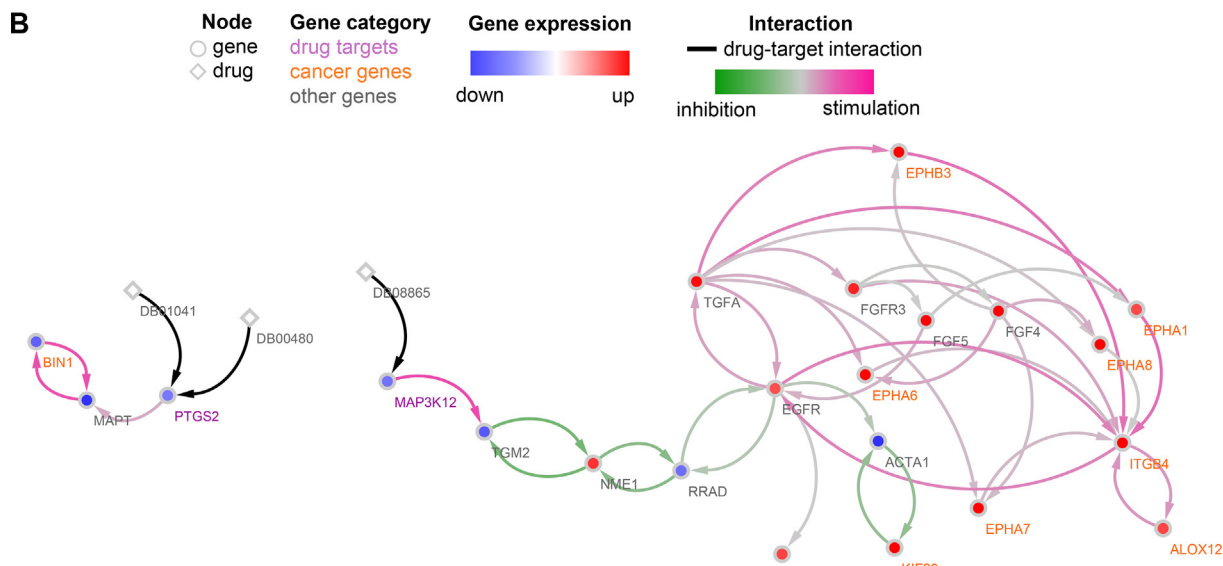 B
Node
gene
drug
Gene category
drug targets
cancer genes
other genes
Gene expression
down
up
Interaction
drug-target interaction
inhibition
stimulation
EPHB3
DB01041
DB00480
DB08865
TGFA
FGFR3
FGF5
FGF4
EPHA1
EPHA8
BIN1
MAPT
PTGS2
MAP3K12
EGFR
EPHA6
TGM2
NME1
RRAD
ACTA1
ITGB4
EPHA7
ALOX12